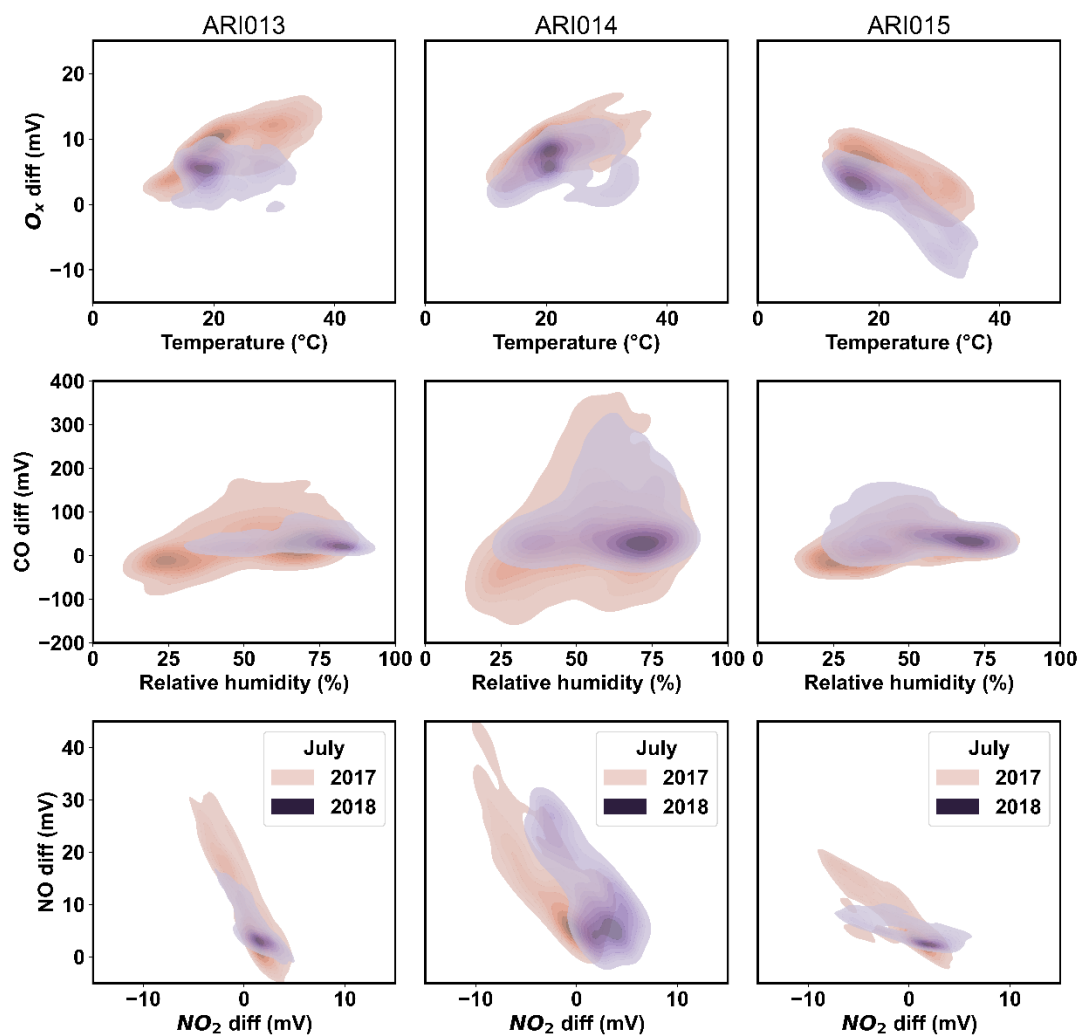 ARI013 ARI014 ARI015
20
10
0
−10
Oₓ diff (mV)
0 20 40 0 20 40 0 20 40
Temperature (°C) Temperature (°C) Temperature (°C)
400
300
200
100
0
−100
−200
CO diff (mV)
0 25 50 75 100 0 25 50 75 100 0 25 50 75 100
Relative humidity (%) Relative humidity (%) Relative humidity (%)
40
30
20
10
0
NO diff (mV)
July
2017
2018
July
2017
2018
July
2017
2018
−10 0 10 −10 0 10 −10 0 10
NO₂ diff (mV) NO₂ diff (mV) NO₂ diff (mV)